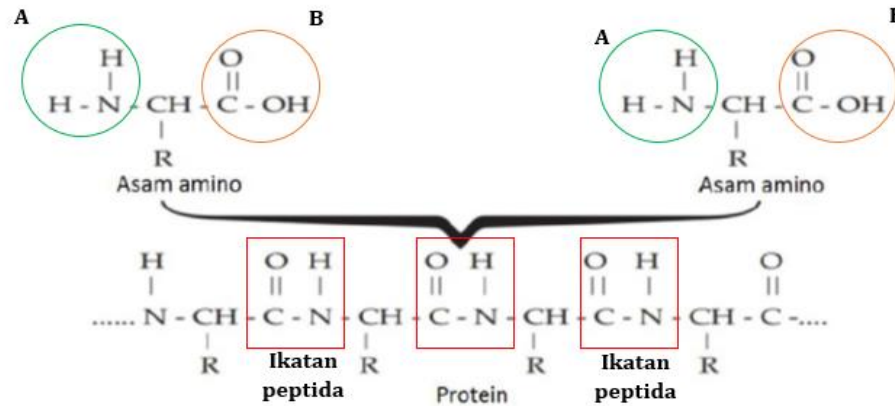 A
B
A
H
O
H
O
H - N - CH - C - OH
H - N - CH - C - OH
R
R
Asam amino
Asam amino
H
O H
O H
O H
O
...... N - CH - C - N - CH - C - N - CH - C - N - CH - C -....
R
R
R
R
Ikatan
peptida
Ikatan
peptida
Protein